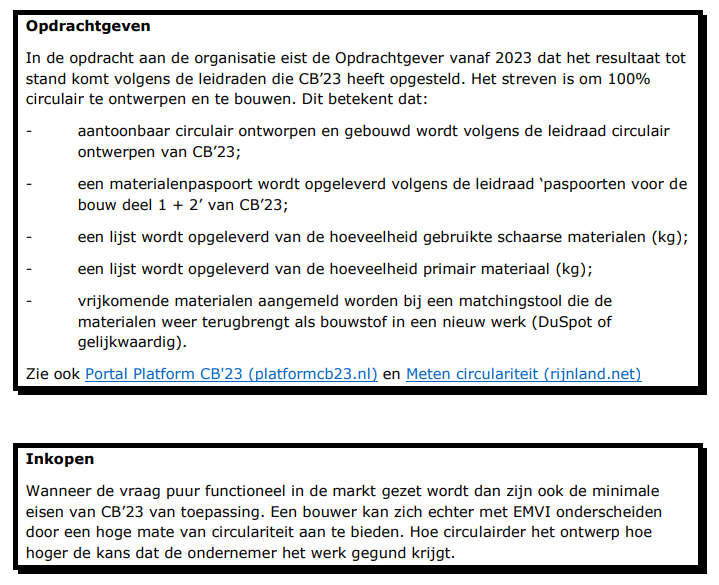 Opdrachtgeven
In de opdracht aan de organisatie eist de Opdrachtgever vanaf 2023 dat het resultaat tot
stand komt volgens de leidraden die CB’23 heeft opgesteld. Het streven is om 100%
circulair te ontwerpen en te bouwen. Dit betekent dat:
- aantoonbaar circulair ontworpen en gebouwd wordt volgens de leidraad circulair
ontwerpen van CB’23;
- een materialenpaspoort wordt opgeleverd volgens de leidraad ‘paspoorten voor de
bouw deel 1 + 2’ van CB’23;
- een lijst wordt opgeleverd van de hoeveelheid gebruikte schaarse materialen (kg);
- een lijst wordt opgeleverd van de hoeveelheid primair materiaal (kg);
- vrijkomende materialen aangemeld worden bij een matchingstool die de
materialen weer terugbrengt als bouwstof in een nieuw werk (DuSpot of
gelijkwaardig).
Zie ook Portal Platform CB'23 (platformcb23.nl) en Meten circulariteit (rijnland.net)
Inkopen
Wanneer de vraag puur functioneel in de markt gezet wordt dan zijn ook de minimale
eisen van CB’23 van toepassing. Een bouwer kan zich echter met EMVI onderscheiden
door een hoge mate van circulariteit aan te bieden. Hoe circulairder het ontwerp hoe
hoger de kans dat de ondernemer het werk gegund krijgt.